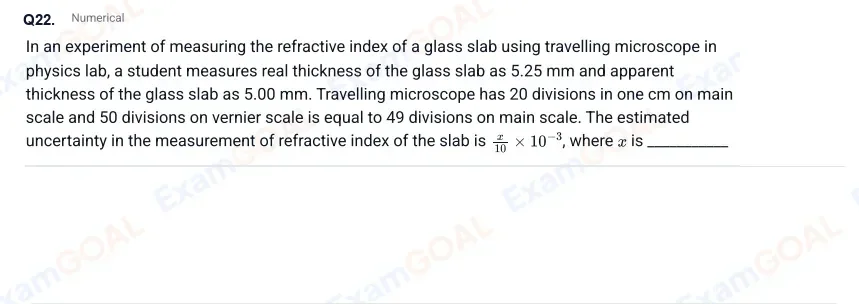 Q22. Numerical
In an experiment of measuring the refractive index of a glass slab using travelling microscope in
physics lab, a student measures real thickness of the glass slab as 5.25 mm and apparent
thickness of the glass slab as 5.00 mm. Travelling microscope has 20 divisions in one cm on main
scale and 50 divisions on vernier scale is equal to 49 divisions on main scale. The estimated
uncertainty in the measurement of refractive index of the slab is x/10 × 10⁻³, where x is ________
ExamGOAL
ExamGOAL
ExamGOAL
ExamGOAL